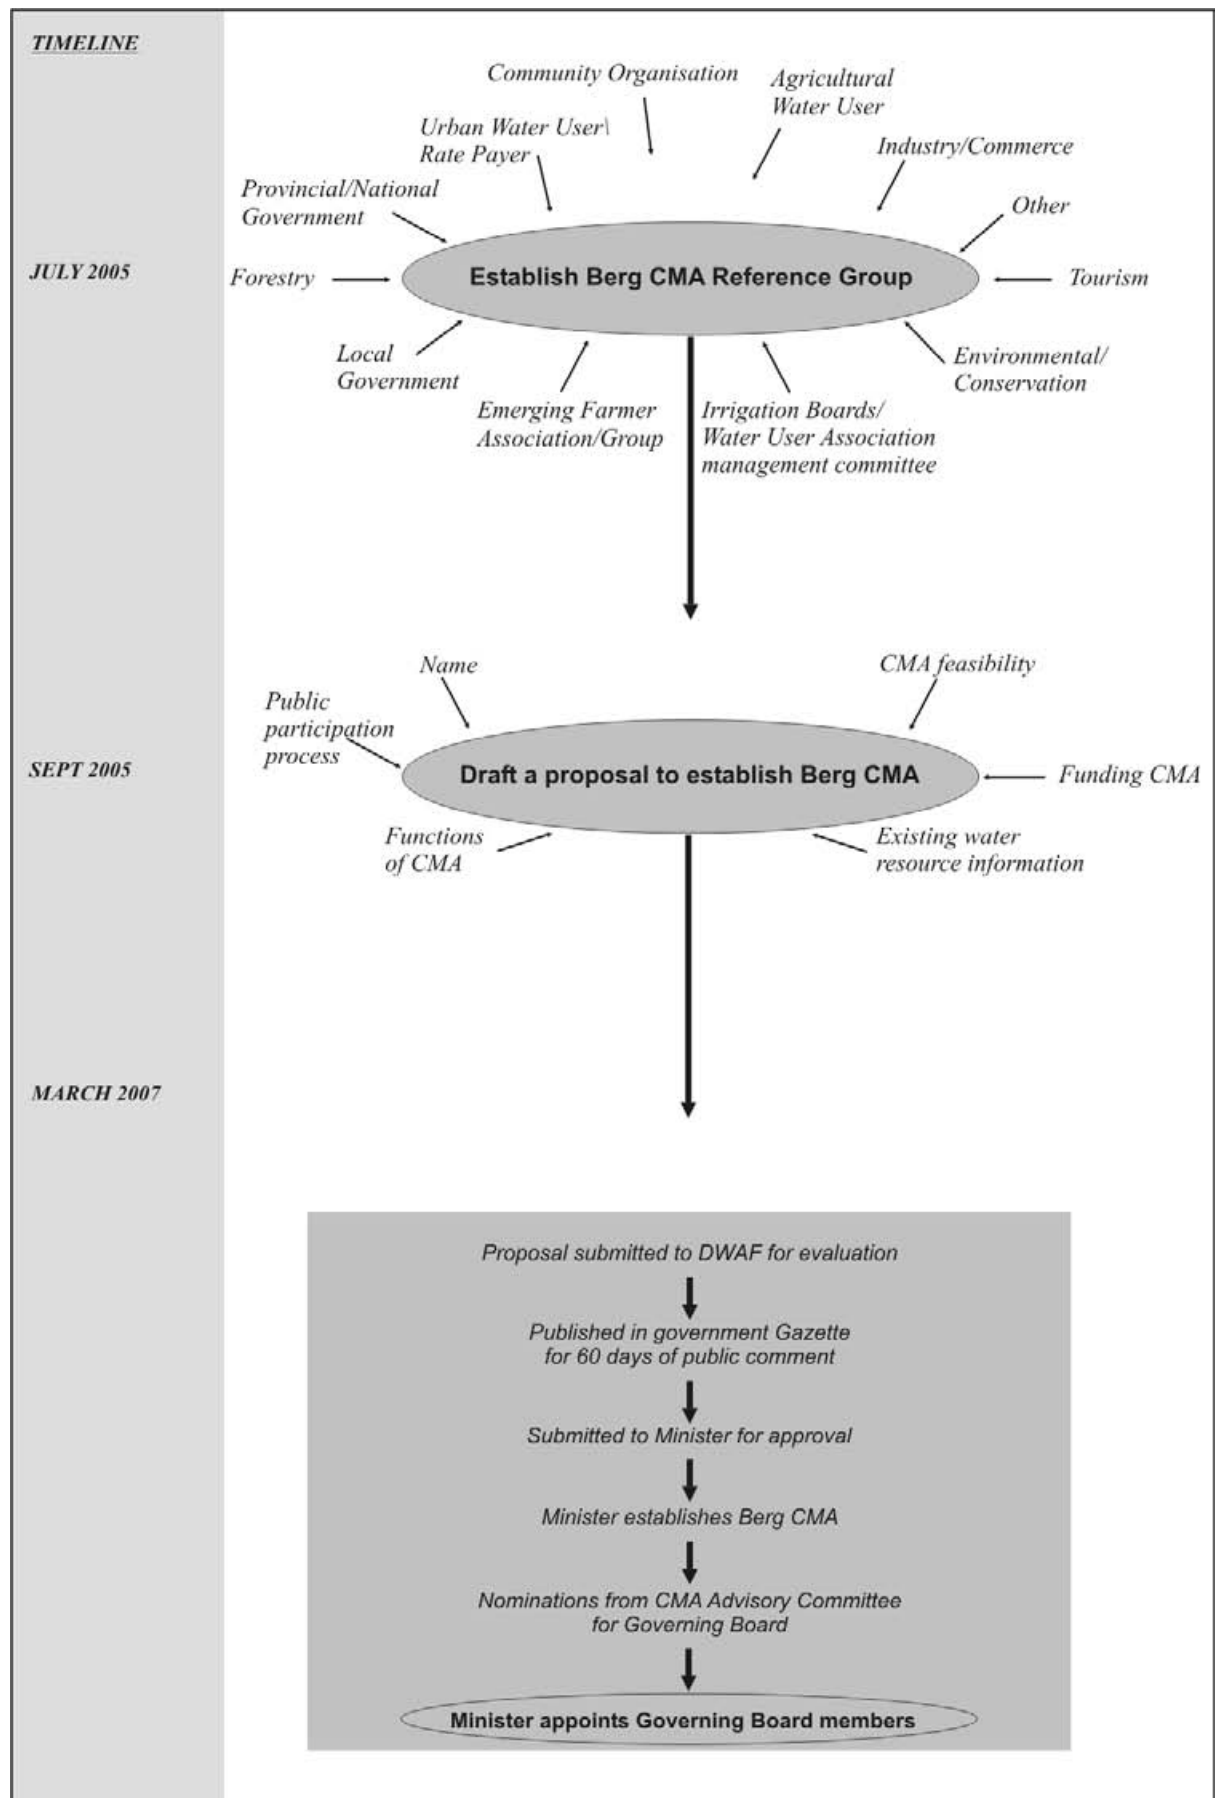 TIMELINE
Community Organisation
Agricultural
Water User
Urban Water User\
Rate Payer
Industry/Commerce
Provincial/National
Government
Other
JULY 2005
Forestry
Establish Berg CMA Reference Group
Tourism
Local
Government
Environmental/
Conservation
Emerging Farmer
Association/Group
Irrigation Boards/
Water User Association
management committee
Name
CMA feasibility
Public
participation
process
SEPT 2005
Draft a proposal to establish Berg CMA
Funding CMA
Functions
of CMA
Existing water
resource information
MARCH 2007
Proposal submitted to DWAF for evaluation
Published in government Gazette
for 60 days of public comment
Submitted to Minister for approval
Minister establishes Berg CMA
Nominations from CMA Advisory Committee
for Governing Board
Minister appoints Governing Board members